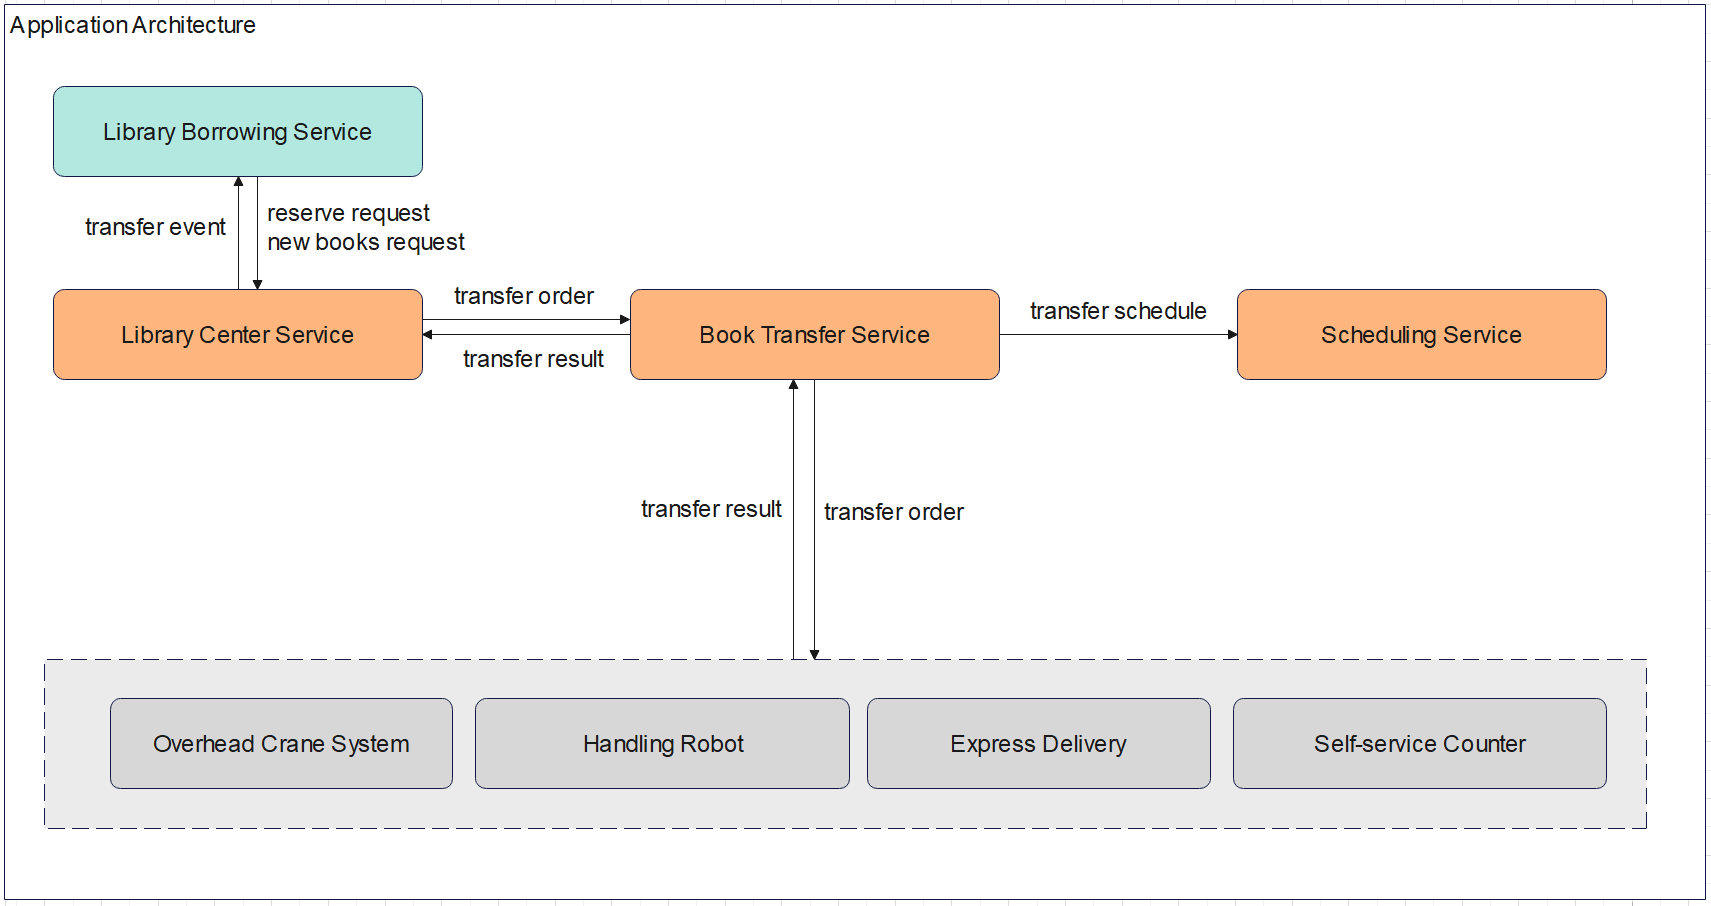 Application Architecture
Library Borrowing Service
transfer event
reserve request
new books request
Library Center Service
transfer order
transfer result
Book Transfer Service
transfer schedule
Scheduling Service
transfer result
transfer order
Overhead Crane System
Handling Robot
Express Delivery
Self-service Counter